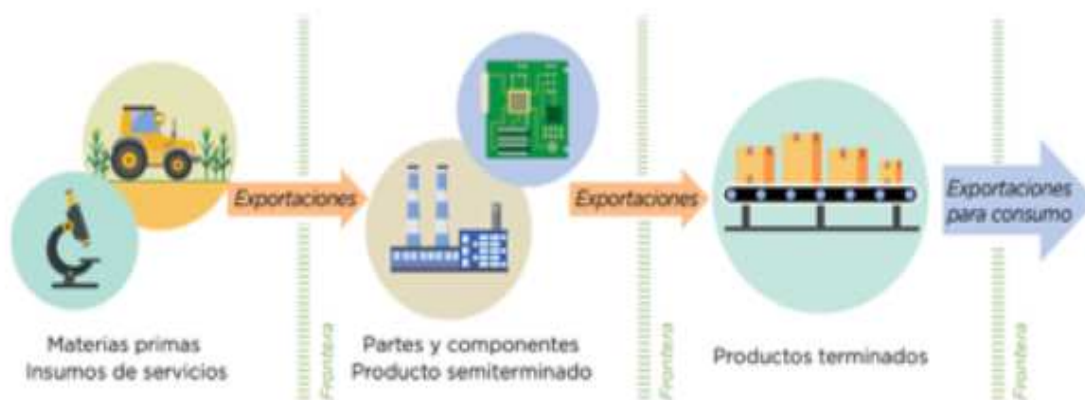 Exportaciones
Exportaciones
Exportaciones
para consumo
Materias primas
Insumos de servicios
Frontera
Partes y componentes
Producto semiterminado
Frontera
Productos terminados
Frontera